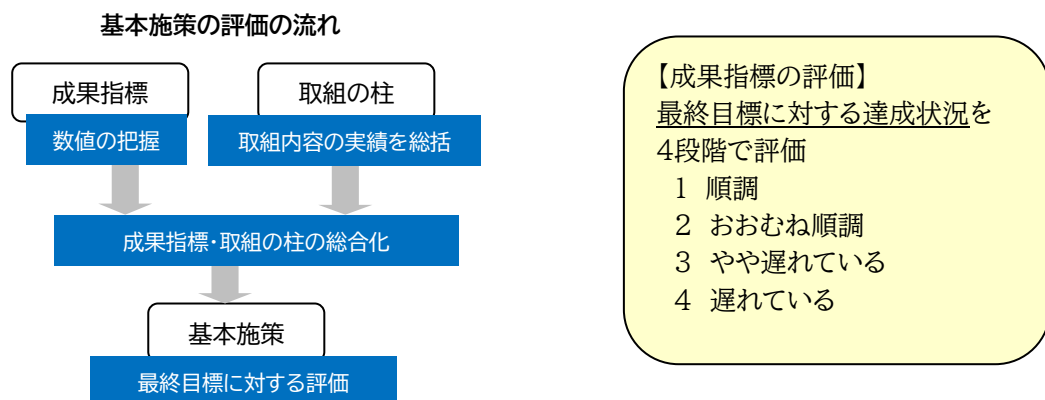 基本施策の評価の流れ
成果指標
取組の柱
数値の把握
取組内容の実績を総括
成果指標・取組の柱の総合化
基本施策
最終目標に対する評価
【成果指標の評価】
最終目標に対する達成状況を
4段階で評価
1 順調
2 おおむね順調
3 やや遅れている
4 遅れている